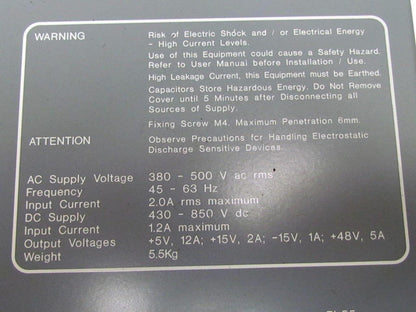 WARNING Risk of Electric Shock and / or Electrical Energy
- High Current Levels.
Use of this Equipment could cause a Safety Hazard.
Refer to User Manual before Installation / Use.
High Leakage Current, this Equipment must be Earthed.
Capacitors Store Hazardous Energy. Do Not Remove
Cover until 5 Minutes after Disconnecting all
Sources of Supply.
Fixing Screw M4. Maximum Penetration 6mm.
ATTENTION Observe Precautions for Handling Electrostatic
Discharge Sensitive Devices.
AC Supply Voltage 380 - 500 V ac rms
Frequency 45 - 63 Hz
Input Current 2.0A rms maximum
DC Supply 430 - 850 V dc
Input Current 1.2A maximum
Output Voltages +5V, 12A; +15V, 2A; -15V, 1A; +48V, 5A
Weight 5.5Kg